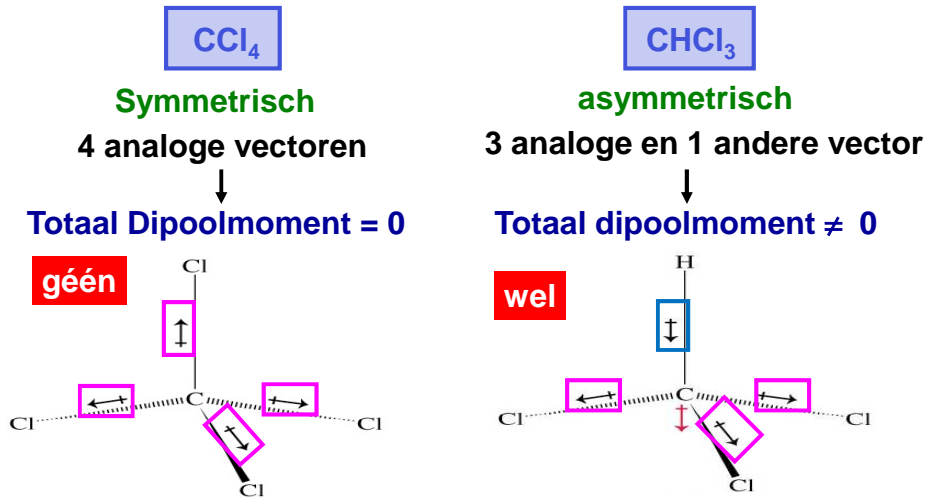 CCl₄
Symmetrisch
4 analoge vectoren
Totaal Dipoolmoment = 0
géén
Cl
C
Cl
Cl
Cl
CHCl₃
asymmetrisch
3 analoge en 1 andere vector
Totaal dipoolmoment ≠ 0
wel
H
C
Cl
Cl
Cl